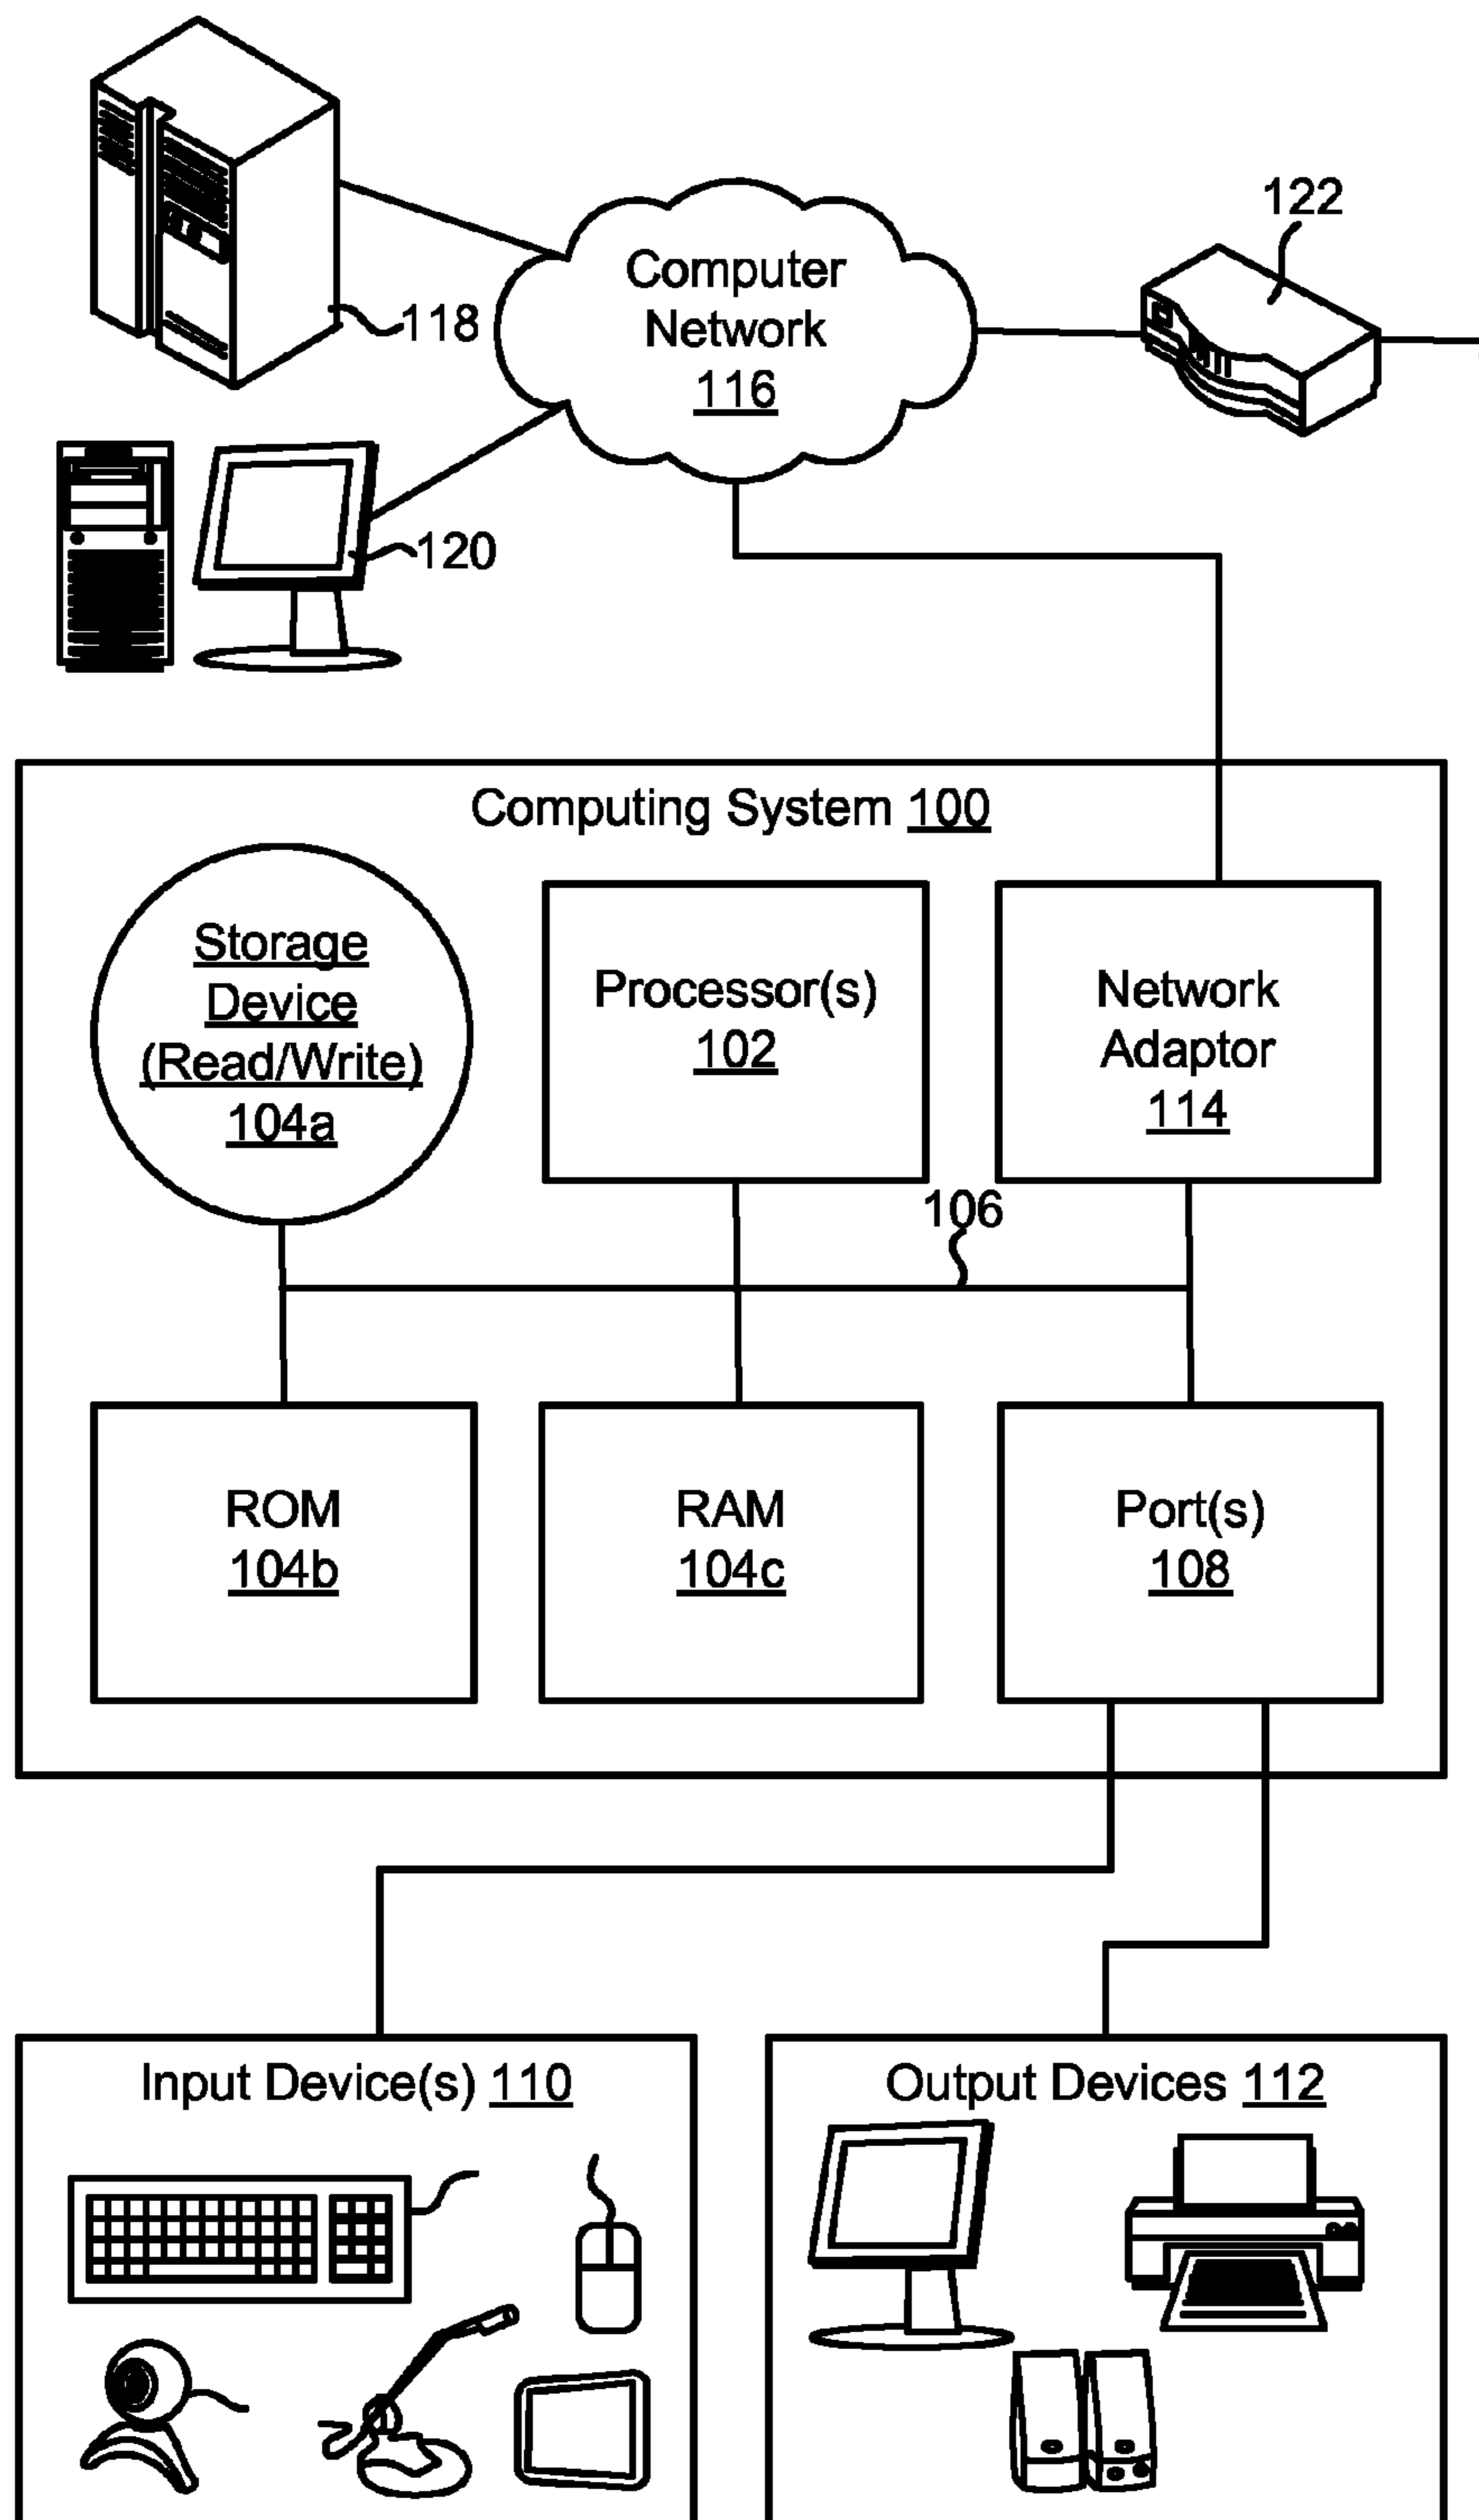 122
Computer
Network
116
118
120
Computing System 100
Storage
Device
(Read/Write)
104a
Processor(s)
102
Network
Adaptor
114
106
ROM
104b
RAM
104c
Port(s)
108
Input Device(s) 110
Output Devices 112